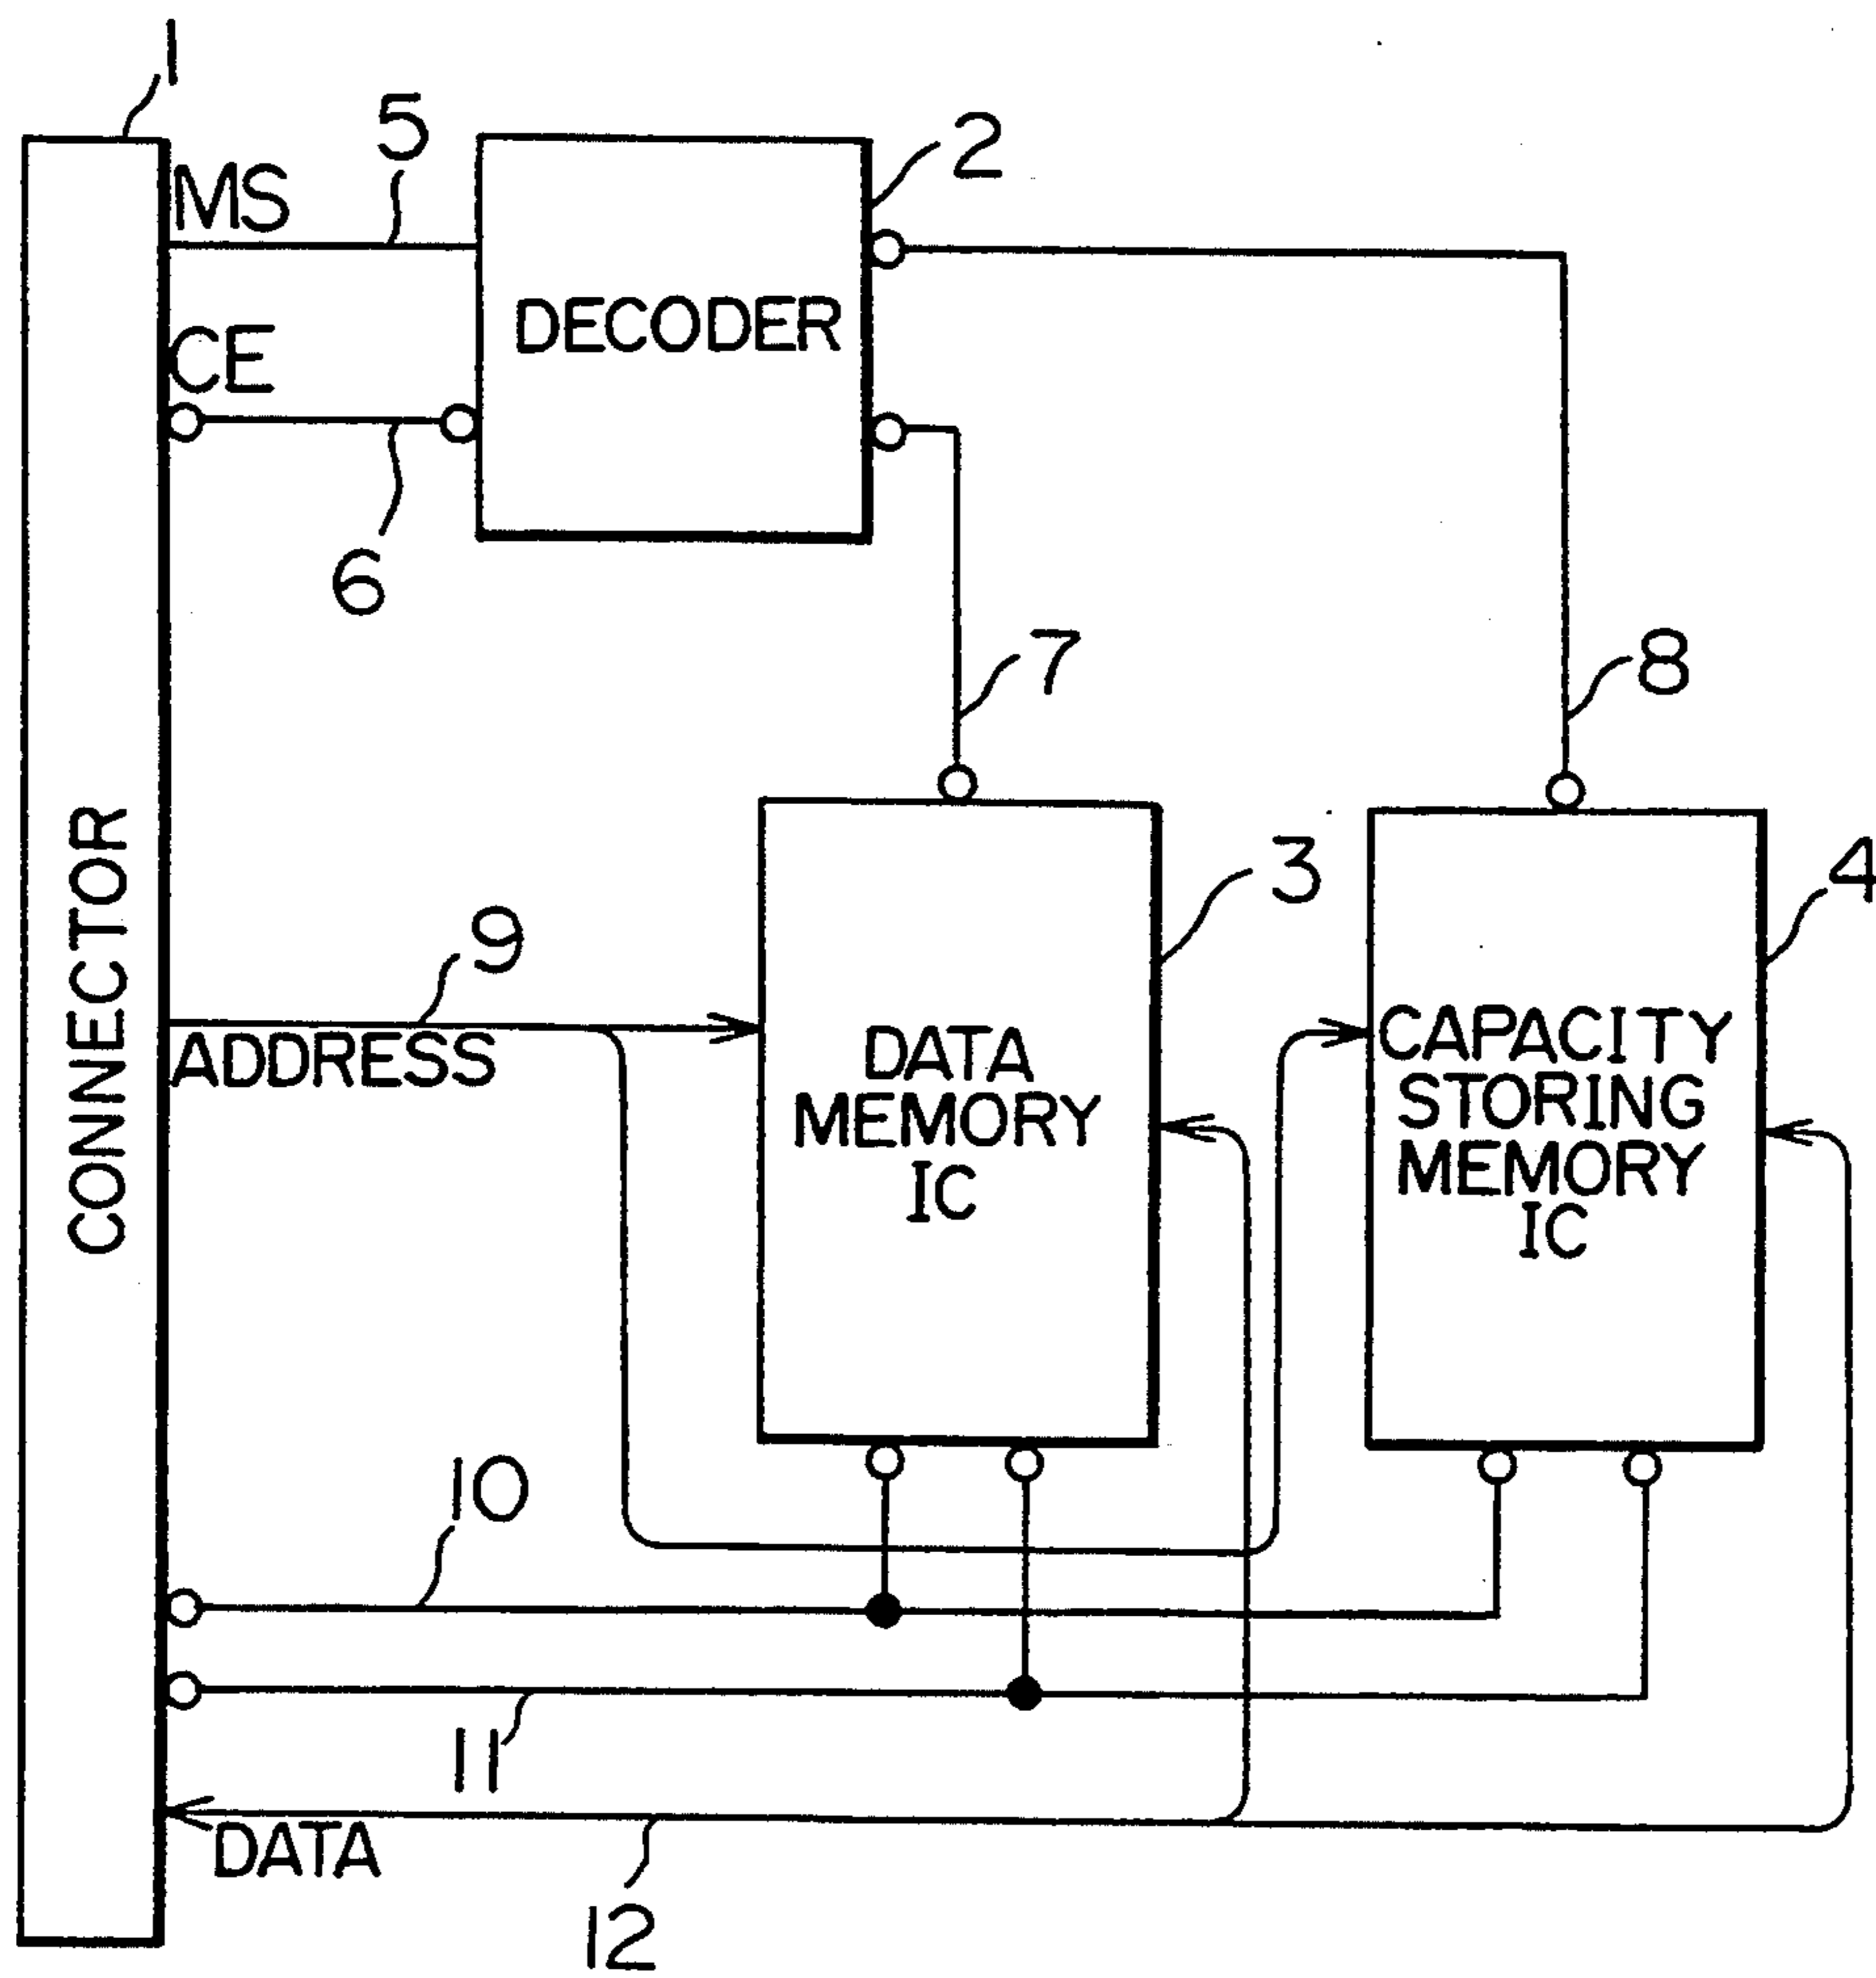 1
5
2
MS
DECODER
CE
6
7
8
3
4
9
CONNECTOR
ADDRESS
DATA
MEMORY
IC
CAPACITY
STORING
MEMORY
IC
10
11
DATA
12